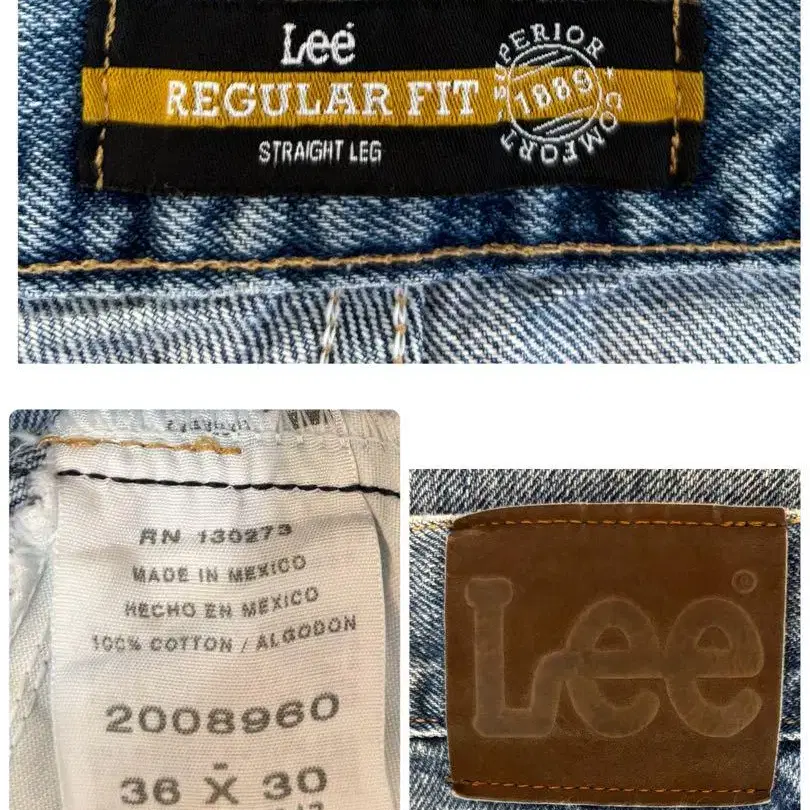 Lee
REGULAR FIT
STRAIGHT LEG
SUPERIOR - COMFORT -
1889
RN 130273
MADE IN MEXICO
HECHO EN MEXICO
100% COTTON / ALGODON
2008960
36 X 30
Lee®